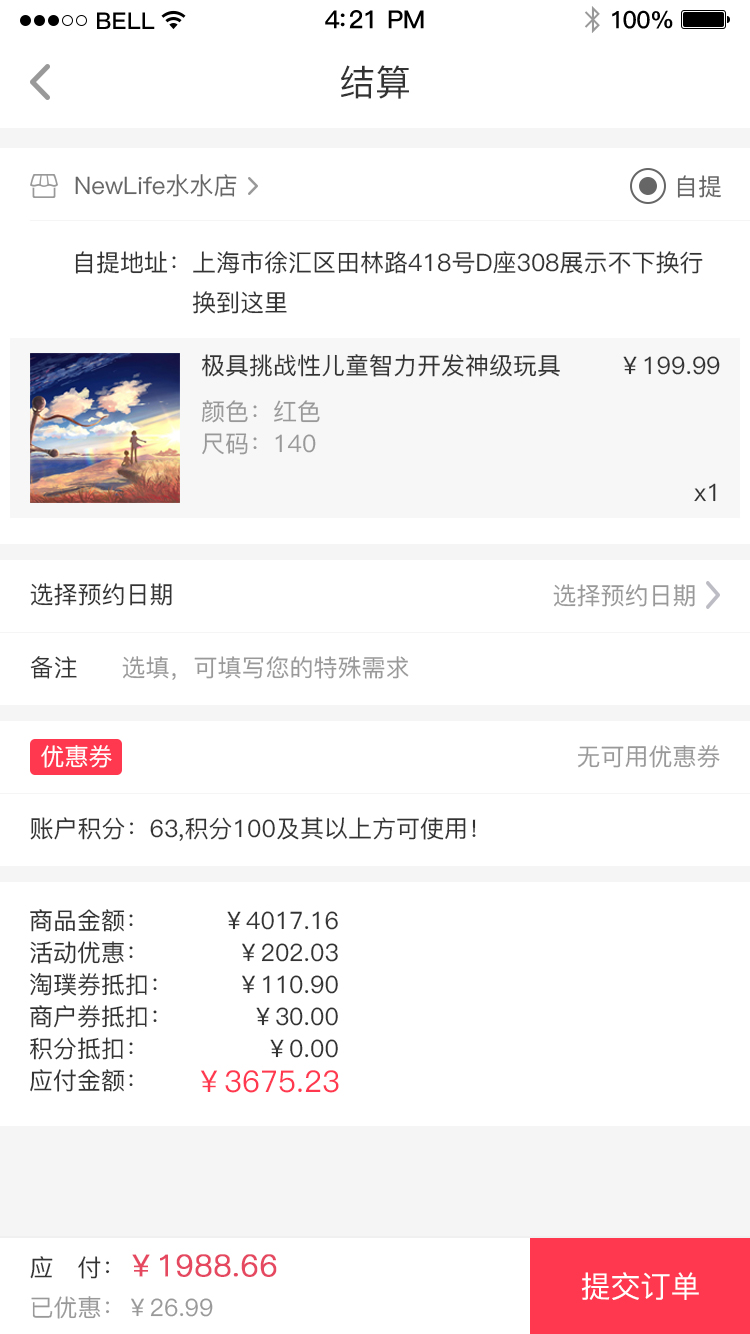 BELL 4:21 PM 100%
结算
NewLife水水店 自提
自提地址：上海市徐汇区田林路418号D座308展示不下换行
换到这里
极具挑战性儿童智力开发神级玩具 ￥199.99
颜色：红色
尺码：140
x1
选择预约日期 选择预约日期
备注 选填，可填写您的特殊需求
优惠券 无可用优惠券
账户积分：63,积分100及其以上方可使用！
商品金额： ￥4017.16
活动优惠： ￥202.03
淘璞券抵扣： ￥110.90
商户券抵扣： ￥30.00
积分抵扣： ￥0.00
应付金额： ￥3675.23
应 付：￥1988.66
已优惠：￥26.99
提交订单